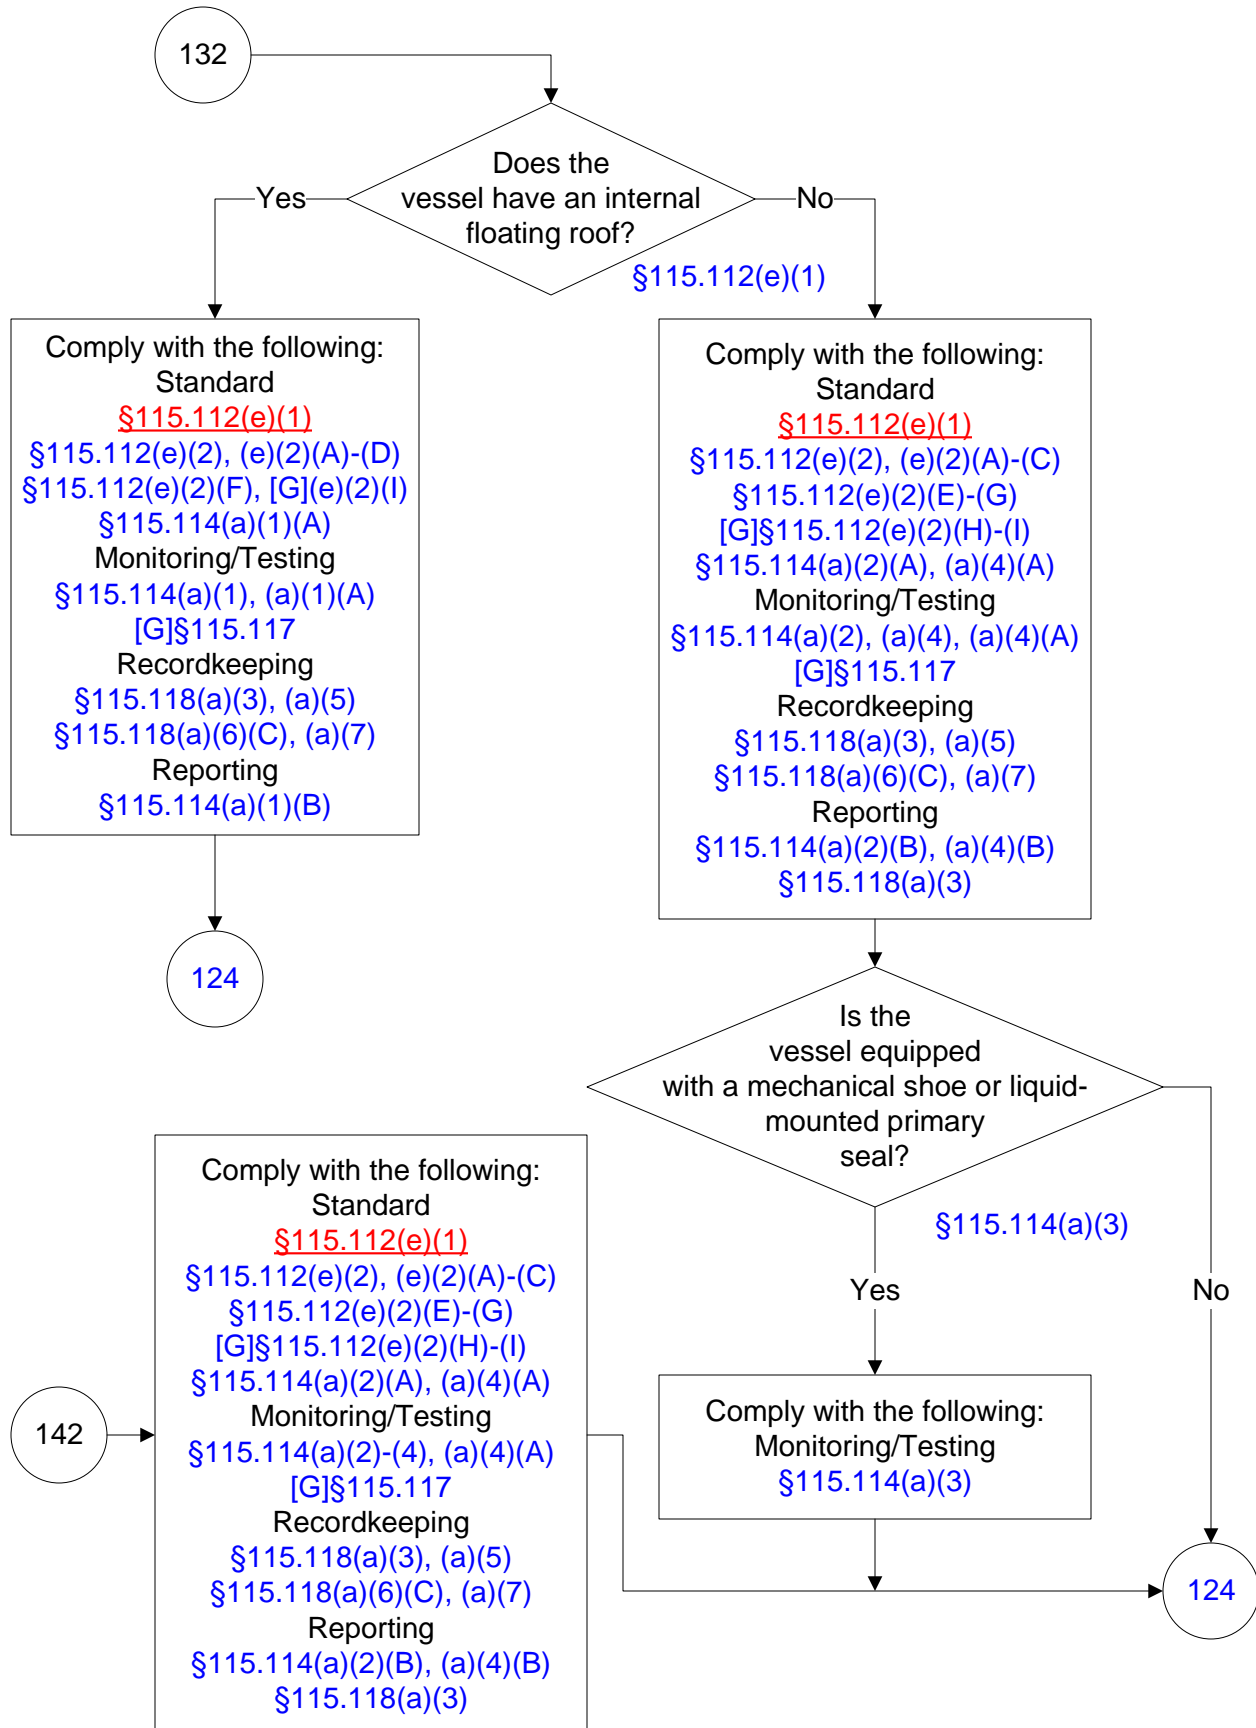 132
Does the
vessel have an internal
floating roof?
Yes
No
§115.112(e)(1)
Comply with the following:
Standard
§115.112(e)(1)
§115.112(e)(2), (e)(2)(A)-(D)
§115.112(e)(2)(F), [G](e)(2)(I)
§115.114(a)(1)(A)
Monitoring/Testing
§115.114(a)(1), (a)(1)(A)
[G]§115.117
Recordkeeping
§115.118(a)(3), (a)(5)
§115.118(a)(6)(C), (a)(7)
Reporting
§115.114(a)(1)(B)
124
Comply with the following:
Standard
§115.112(e)(1)
§115.112(e)(2), (e)(2)(A)-(C)
§115.112(e)(2)(E)-(G)
[G]§115.112(e)(2)(H)-(I)
§115.114(a)(2)(A), (a)(4)(A)
Monitoring/Testing
§115.114(a)(2), (a)(4), (a)(4)(A)
[G]§115.117
Recordkeeping
§115.118(a)(3), (a)(5)
§115.118(a)(6)(C), (a)(7)
Reporting
§115.114(a)(2)(B), (a)(4)(B)
§115.118(a)(3)
Is the
vessel equipped
with a mechanical shoe or liquid-
mounted primary
seal?
§115.114(a)(3)
Yes
No
Comply with the following:
Monitoring/Testing
§115.114(a)(3)
142
Comply with the following:
Standard
§115.112(e)(1)
§115.112(e)(2), (e)(2)(A)-(C)
§115.112(e)(2)(E)-(G)
[G]§115.112(e)(2)(H)-(I)
§115.114(a)(2)(A), (a)(4)(A)
Monitoring/Testing
§115.114(a)(2)-(4), (a)(4)(A)
[G]§115.117
Recordkeeping
§115.118(a)(3), (a)(5)
§115.118(a)(6)(C), (a)(7)
Reporting
§115.114(a)(2)(B), (a)(4)(B)
§115.118(a)(3)
124